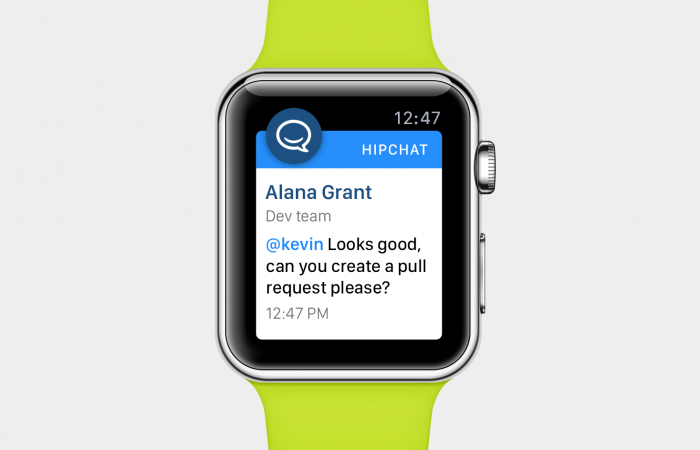 12:47
HIPCHAT
Alana Grant
Dev team
@kevin Looks good,
can you create a pull
request please?
12:47 PM